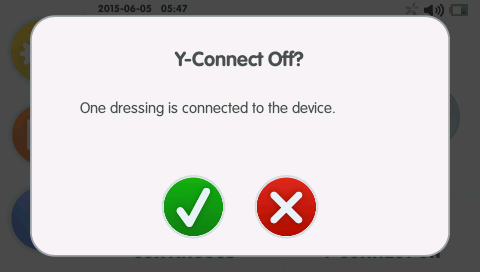 2015-06-05 05:47
Y-Connect Off?
One dressing is connected to the device.